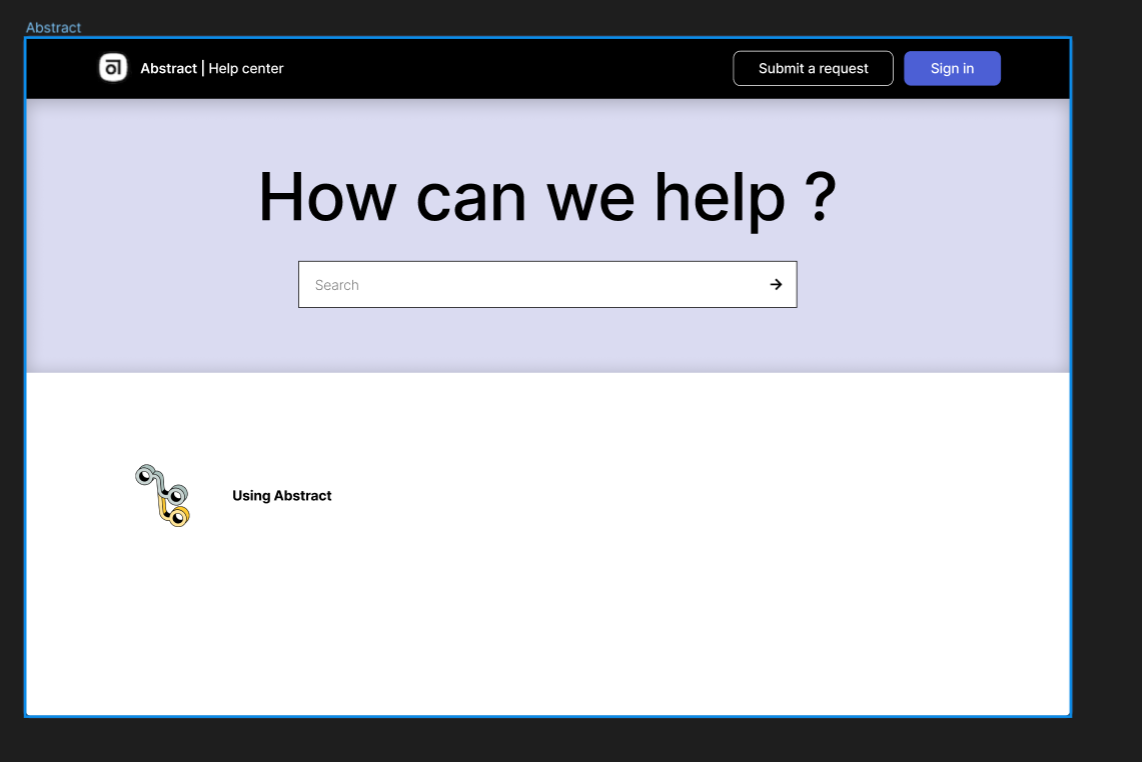 Abstract
Abstract | Help center
Submit a request
Sign in
How can we help ?
Search
Using Abstract